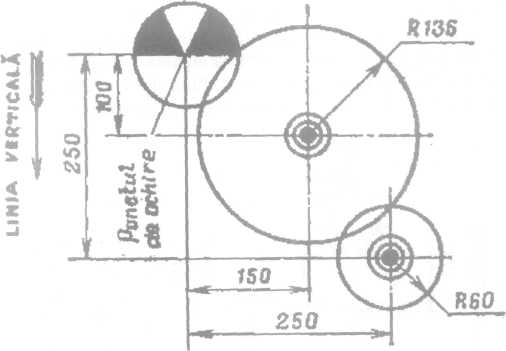 R136
LINIA VERTICALĂ
100
250
Punctul
de ochire
150
R60
250